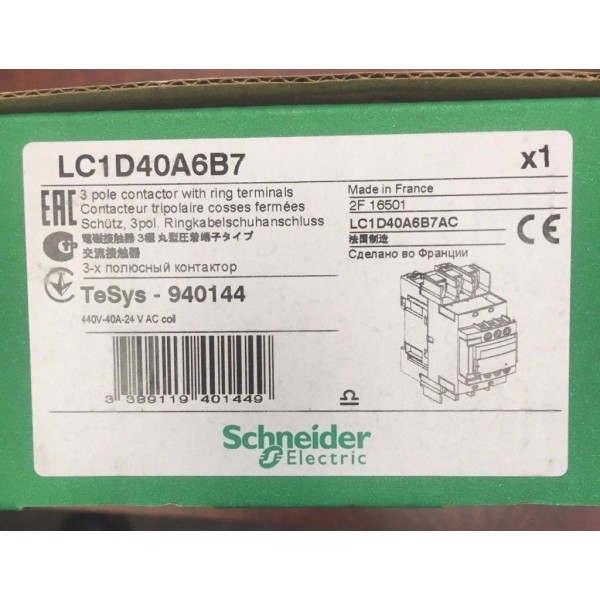 LC1D40A6B7 x1
EAC 3 pole contactor with ring terminals
Contacteur tripolaire cosses fermées
Schütz, 3pol. Ringkabelschuhanschluss
電磁接触器 3極 丸型圧着端子タイプ
交流接触器
3-х полюсный контактор
Made in France
2F 16501
LC1D40A6B7AC
法国制造
Сделано во Франции
CE
TeSys - 940144
440V-40A-24 V AC coil
3 389119 401449
Schneider
Electric